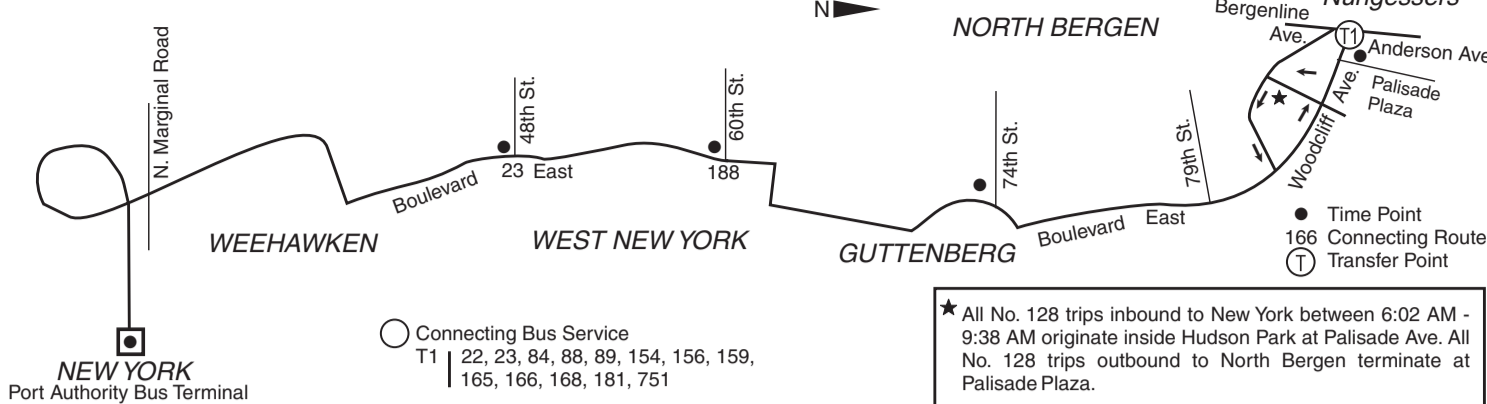 Nungessers
Bergenline
Ave.
T1
Anderson Ave.
Palisade
Plaza
Woodcliff Ave.
N
NORTH BERGEN
N. Marginal Road
48th St.
60th St.
74th St.
79th St.
23 East
188
Boulevard
Boulevard East
WEEHAWKEN
WEST NEW YORK
GUTTENBERG
Time Point
166 Connecting Route
T Transfer Point
NEW YORK
Port Authority Bus Terminal
Connecting Bus Service
T1 22, 23, 84, 88, 89, 154, 156, 159,
165, 166, 168, 181, 751
★ All No. 128 trips inbound to New York between 6:02 AM -
9:38 AM originate inside Hudson Park at Palisade Ave. All
No. 128 trips outbound to North Bergen terminate at
Palisade Plaza.